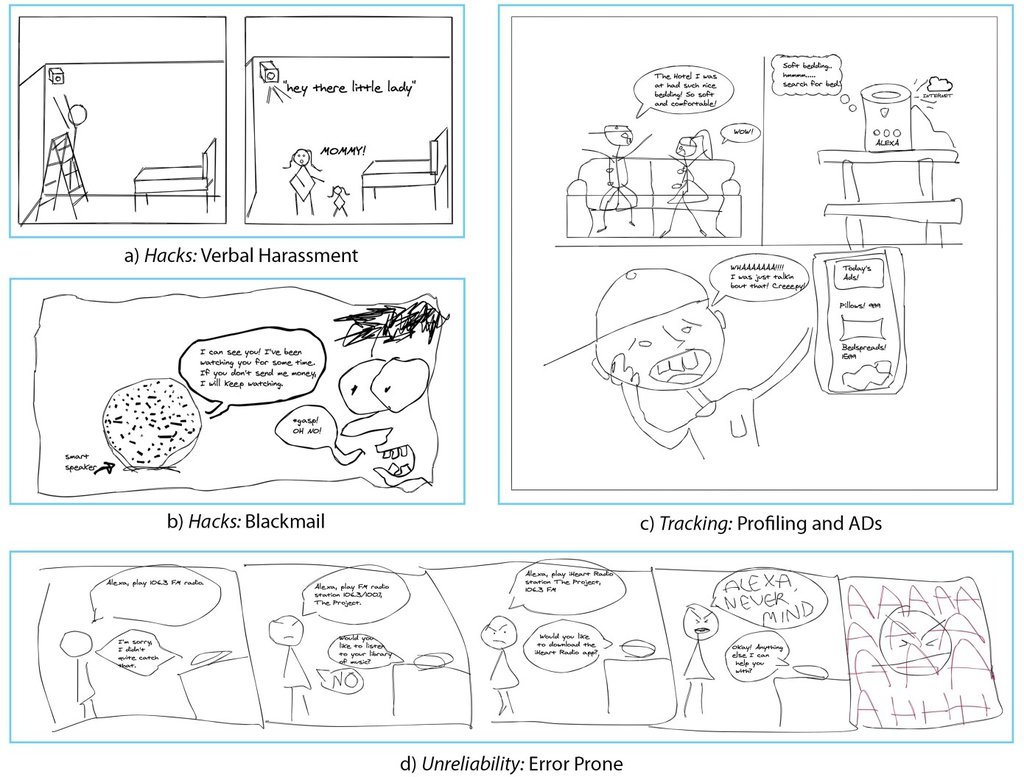 "hey there little lady"
MOMMY!
a) Hacks: Verbal Harassment
I can see you! I've been
watching you for some time.
If you don't send me money,
I will keep watching.
*gasp!
OH NO!
smart
speaker
b) Hacks: Blackmail
The Hotel I was
at had such nice
bedding! So soft
and comfortable!
WOW!
Soft bedding..
hmmm.....
search for bed.
INTERNET
ALEXA
WHAAAAAA!!!!
I was just talkin
bout that! Creeepy!
Today's
Ads!
Pillows!
Bedspreads!
c) Tracking: Profiling and ADs
Alexa, play 106.3 FM radio.
I'm sorry,
I didn't
quite catch
that.
Alexa, play FM radio
station 106.3/1002,
The Project.
Would you
like to listen
to your library
of music?
NO
Alexa, play iHeart Radio
station The Project,
106.3 FM
Would you like
to download the
iHeart Radio app?
ALEXA,
NEVER
MIND
Okay! Anything
else I can
help you
with?
AAAAA
AAAAA
AAAAA
AHHHH
d) Unreliability: Error Prone